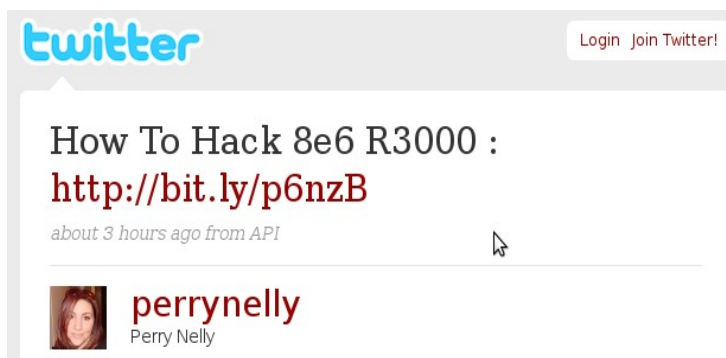 twitter
Login Join Twitter!
How To Hack 8e6 R3000 :
http://bit.ly/p6nzB
about 3 hours ago from API
perrynelly
Perry Nelly